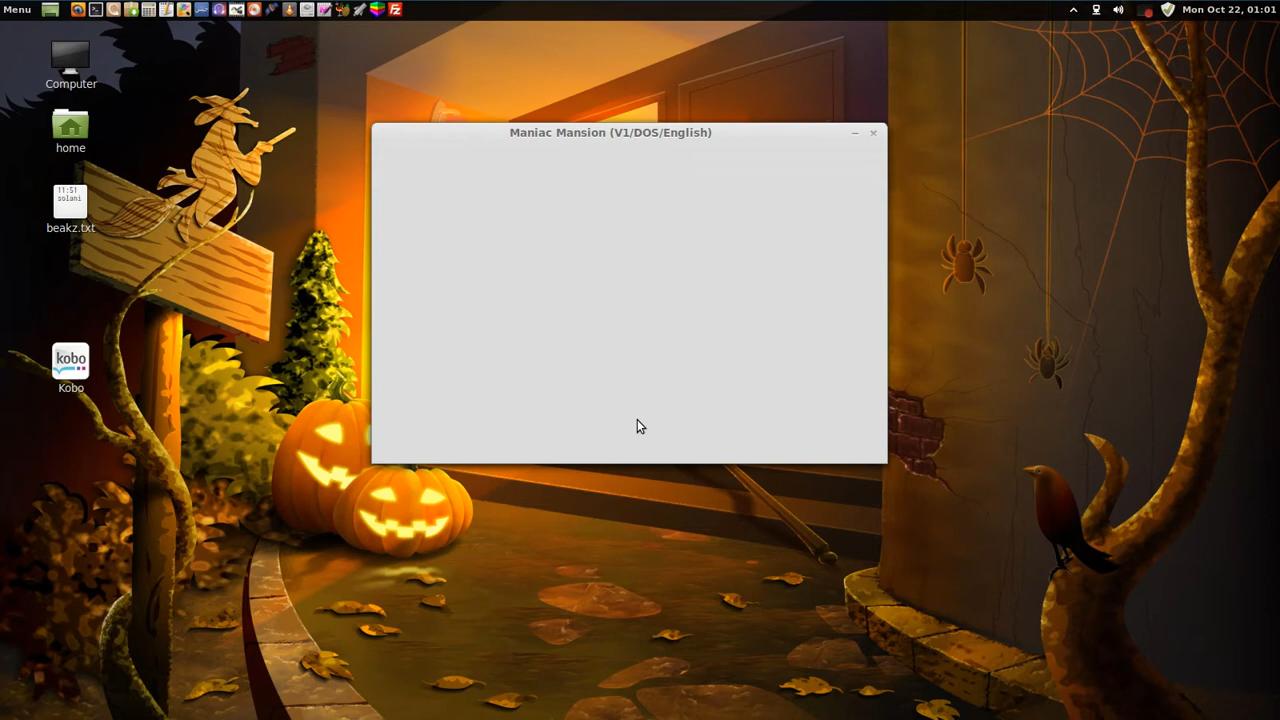 Menu
Mon Oct 22, 01:01
Computer
home
11:51
solani
beakz.txt
kobo
Kobo
Maniac Mansion (V1/DOS/English)